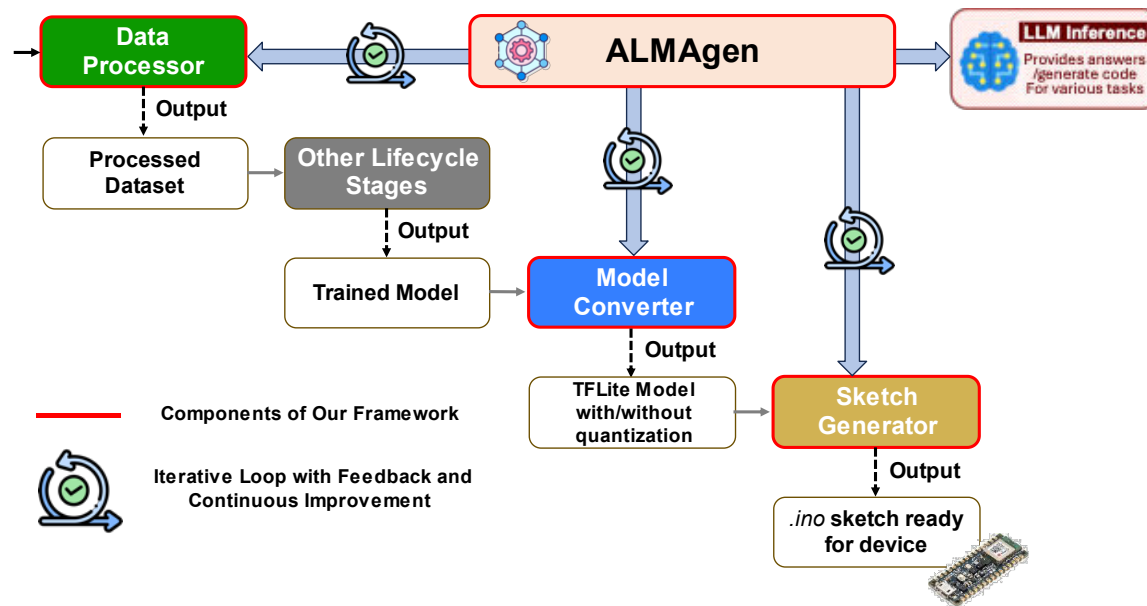 Data
Processor
ALMAgen
LLM Inference
Provides answers
/generate code
For various tasks
Output
Processed
Dataset
Other Lifecycle
Stages
Output
Trained Model
Model
Converter
Output
TFLite Model
with/without
quantization
Sketch
Generator
Components of Our Framework
Output
Iterative Loop with Feedback and
Continuous Improvement
.ino sketch ready
for device